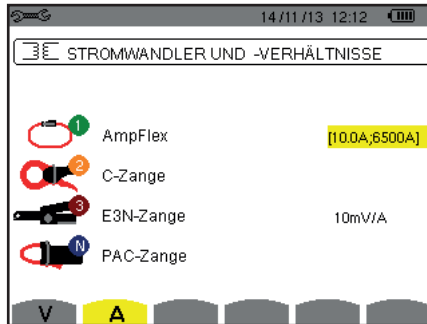 14/11/13 12:12
STROMWANDLER UND -VERHÄLTNISSE
1 AmpFlex [10.0A;6500A]
2 C-Zange
3 E3N-Zange 10mV/A
N PAC-Zange
V A